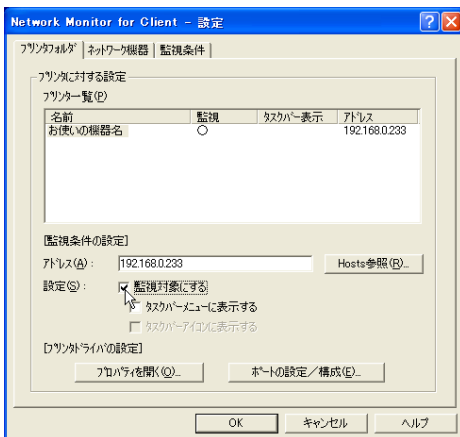 Network Monitor for Client － 設定
プリンタフォルダ ネットワーク機器 監視条件
プリンタに対する設定
プリンター覧(P)
名前 監視 タスクバー表示 アドレス
お使いの機器名 ○ 192.168.0.233
[監視条件の設定]
アドレス(A)： 192.168.0.233 Hosts参照(R)...
設定(S)： 監視対象にする
タスクバーメニューに表示する
タスクバーアイコンに表示する
[プリンタドライバの設定]
プロパティを開く(O)... ポートの設定／構成(E)...
OK キャンセル ヘルプ